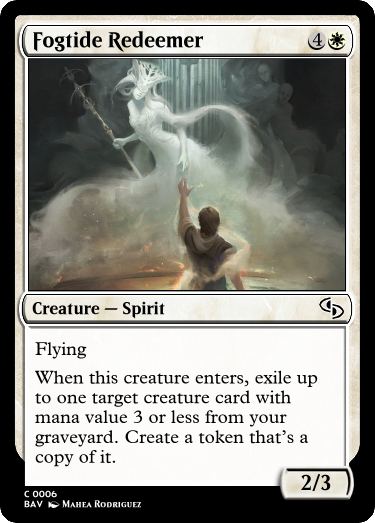 Fogtide Redeemer 4
Creature — Spirit
Flying
When this creature enters, exile up
to one target creature card with
mana value 3 or less from your
graveyard. Create a token that's a
copy of it.
2/3
C 0006
BAV Mahea Rodriguez